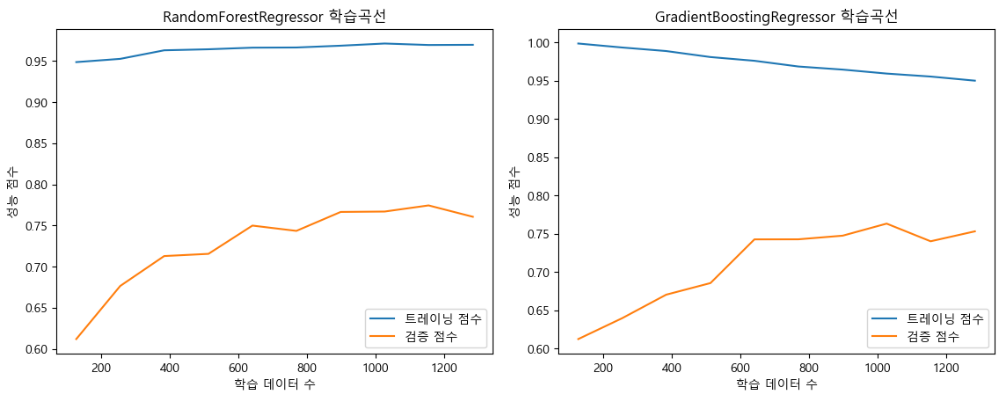 RandomForestRegressor 학습곡선
성능 점수
0.95
0.90
0.85
0.80
0.75
0.70
0.65
0.60
트레이닝 점수
검증 점수
200 400 600 800 1000 1200
학습 데이터 수
GradientBoostingRegressor 학습곡선
성능 점수
1.00
0.95
0.90
0.85
0.80
0.75
0.70
0.65
0.60
트레이닝 점수
검증 점수
200 400 600 800 1000 1200
학습 데이터 수